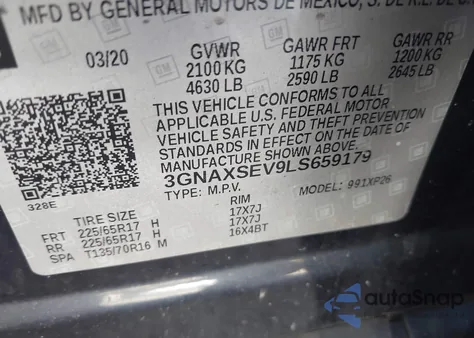 MFD BY GENERAL MOTORS DE MEXICO, S. DE R.L. DE C.
03/20 GVWR GAWR FRT GAWR RR
2100 KG 1175 KG 1200 KG
4630 LB 2590 LB 2645 LB
THIS VEHICLE CONFORMS TO ALL
APPLICABLE U.S. FEDERAL MOTOR
VEHICLE SAFETY AND THEFT PREVENTION
STANDARDS IN EFFECT ON THE DATE OF
MANUFACTURE SHOWN ABOVE.
3GNAXSEV9LS659179
328E TYPE: M.P.V. MODEL: 991XP26
TIRE SIZE RIM
FRT 225/65R17 H 17X7J
RR 225/65R17 H 17X7J
SPA T135/70R16 M 16X4BT
GM
autoSnap